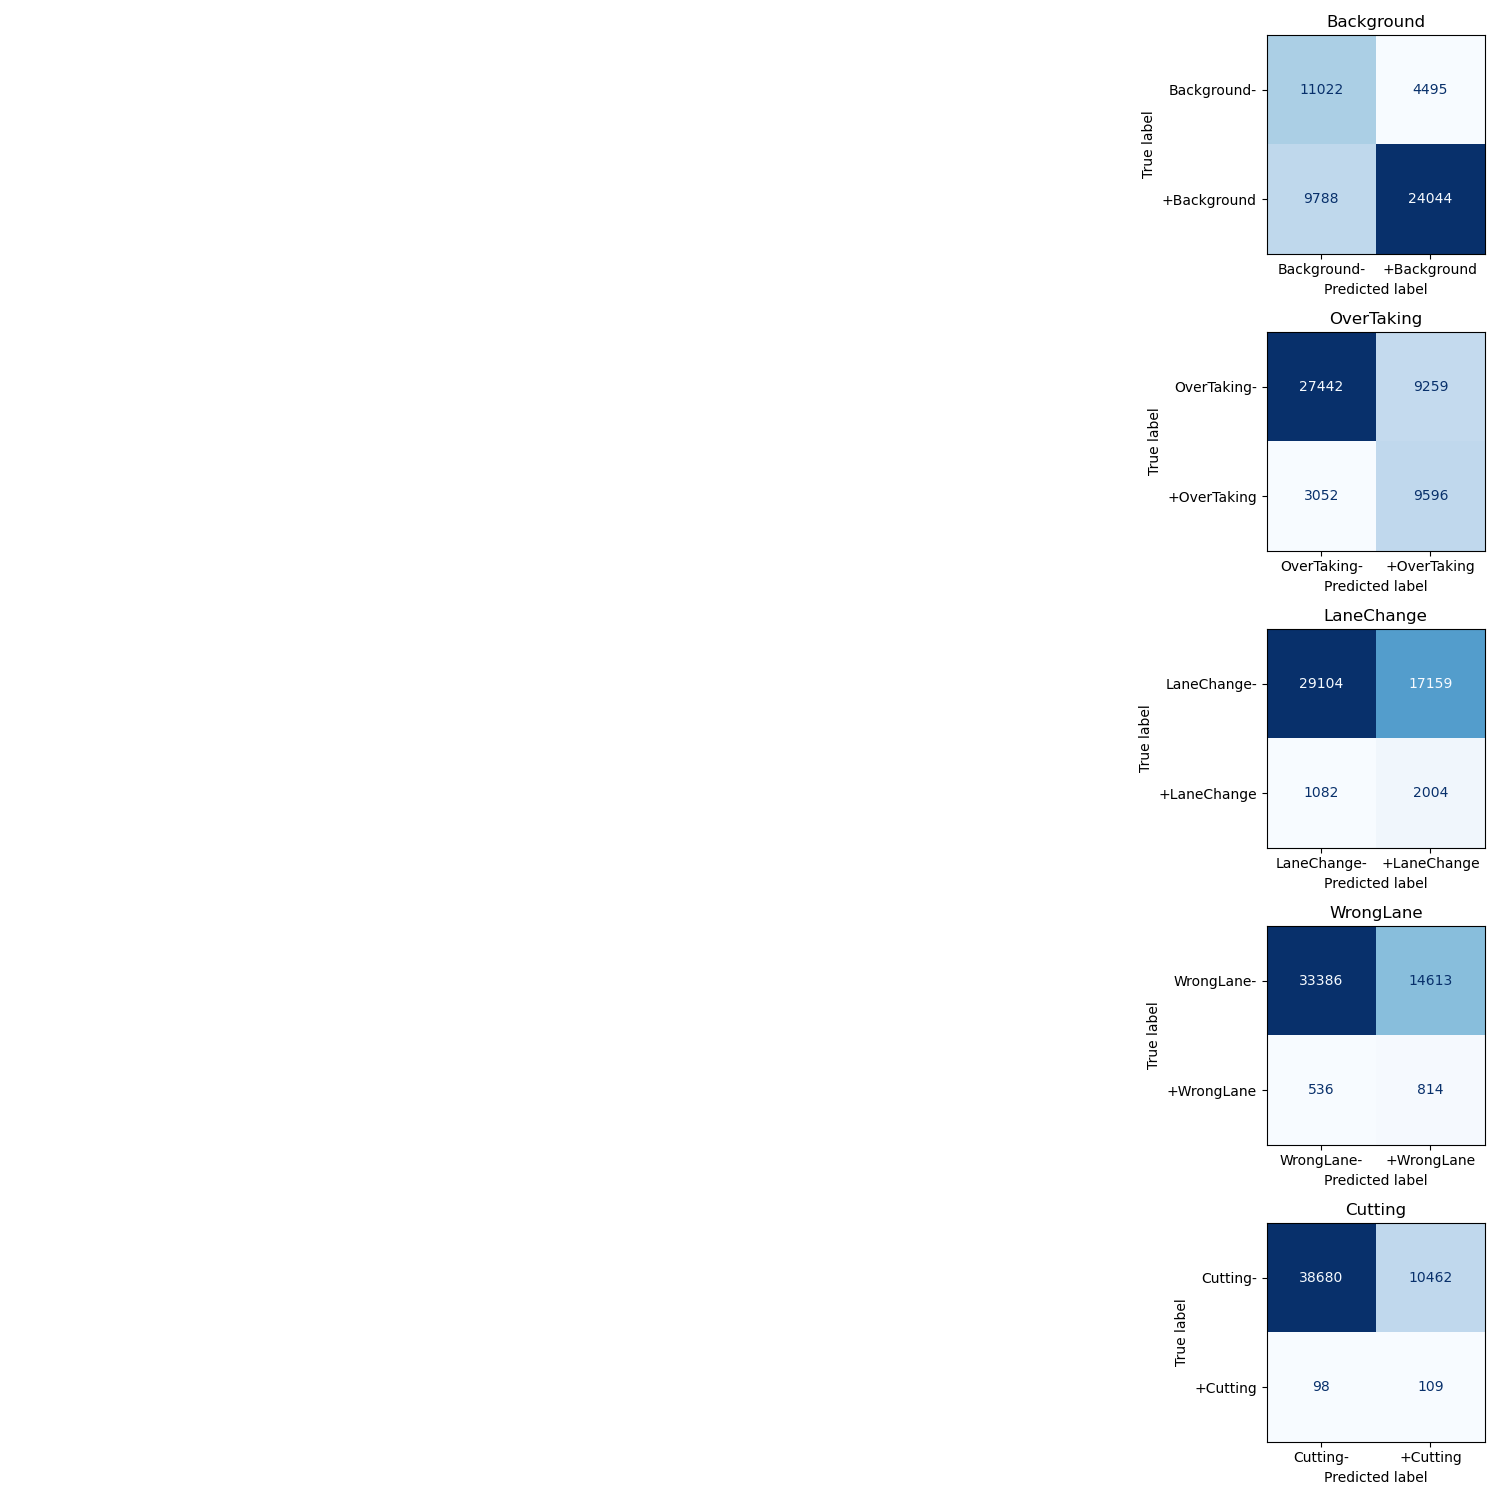 Background
Background- 11022 4495
True label
+Background 9788 24044
Background- +Background
Predicted label
OverTaking
OverTaking- 27442 9259
True label
+OverTaking 3052 9596
OverTaking- +OverTaking
Predicted label
LaneChange
LaneChange- 29104 17159
True label
+LaneChange 1082 2004
LaneChange- +LaneChange
Predicted label
WrongLane
WrongLane- 33386 14613
True label
+WrongLane 536 814
WrongLane- +WrongLane
Predicted label
Cutting
Cutting- 38680 10462
True label
+Cutting 98 109
Cutting- +Cutting
Predicted label